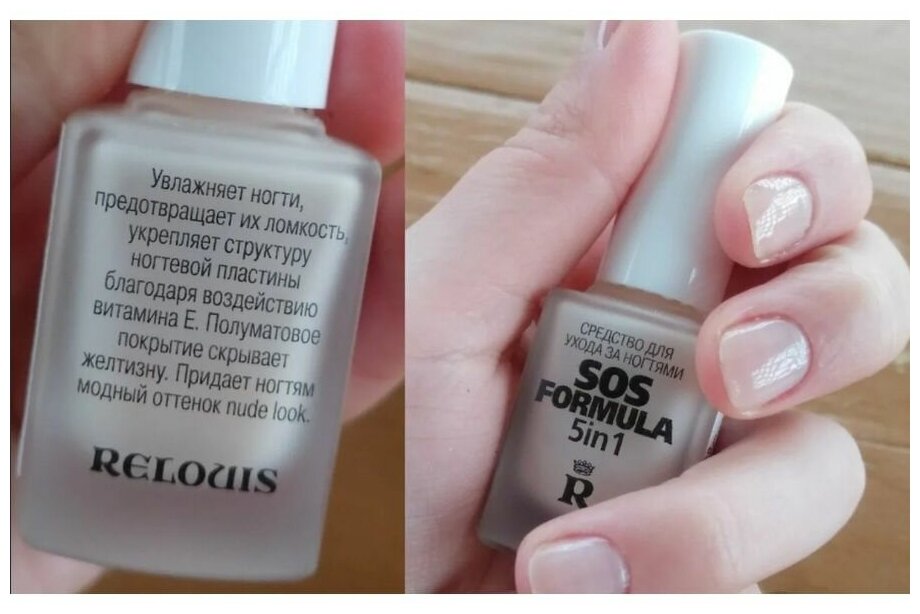 Увлажняет ногти,
предотвращает их ломкость,
укрепляет структуру
ногтевой пластины
благодаря воздействию
витамина Е. Полуматовое
покрытие скрывает
желтизну. Придает ногтям
модный оттенок nude look.
RELOUIS
СРЕДСТВО ДЛЯ
УХОДА ЗА НОГТЯМИ
SOS
FORMULA
5in1
R